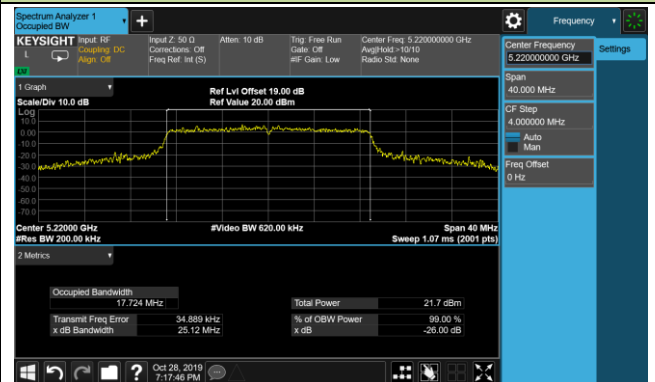 Spectrum Analyzer 1
Occupied BW
Frequency
KEYSIGHT
L
Input: RF
Coupling: DC
Align: Off
Input Z: 50 Ω
Corrections: Off
Freq Ref: Int (S)
Atten: 10 dB
Trig: Free Run
Gate: Off
#IF Gain: Low
Center Freq: 5.220000000 GHz
Avg|Hold:>10/10
Radio Std: None
Center Frequency
5.220000000 GHz
Settings
Span
40.000 MHz
CF Step
4.000000 MHz
Auto
Man
Freq Offset
0 Hz
1 Graph
Scale/Div 10.0 dB
Ref Lvl Offset 19.00 dB
Ref Value 20.00 dBm
Log
10.0
0.00
-10.0
-20.0
-30.0
-40.0
-50.0
-60.0
-70.0
Center 5.22000 GHz
#Res BW 200.00 kHz
#Video BW 620.00 kHz
Span 40 MHz
Sweep 1.07 ms (2001 pts)
2 Metrics
Occupied Bandwidth
17.724 MHz
Total Power 21.7 dBm
Transmit Freq Error 34.889 kHz
% of OBW Power 99.00 %
x dB Bandwidth 25.12 MHz
x dB -26.00 dB
?
Oct 28, 2019
7:17:46 PM